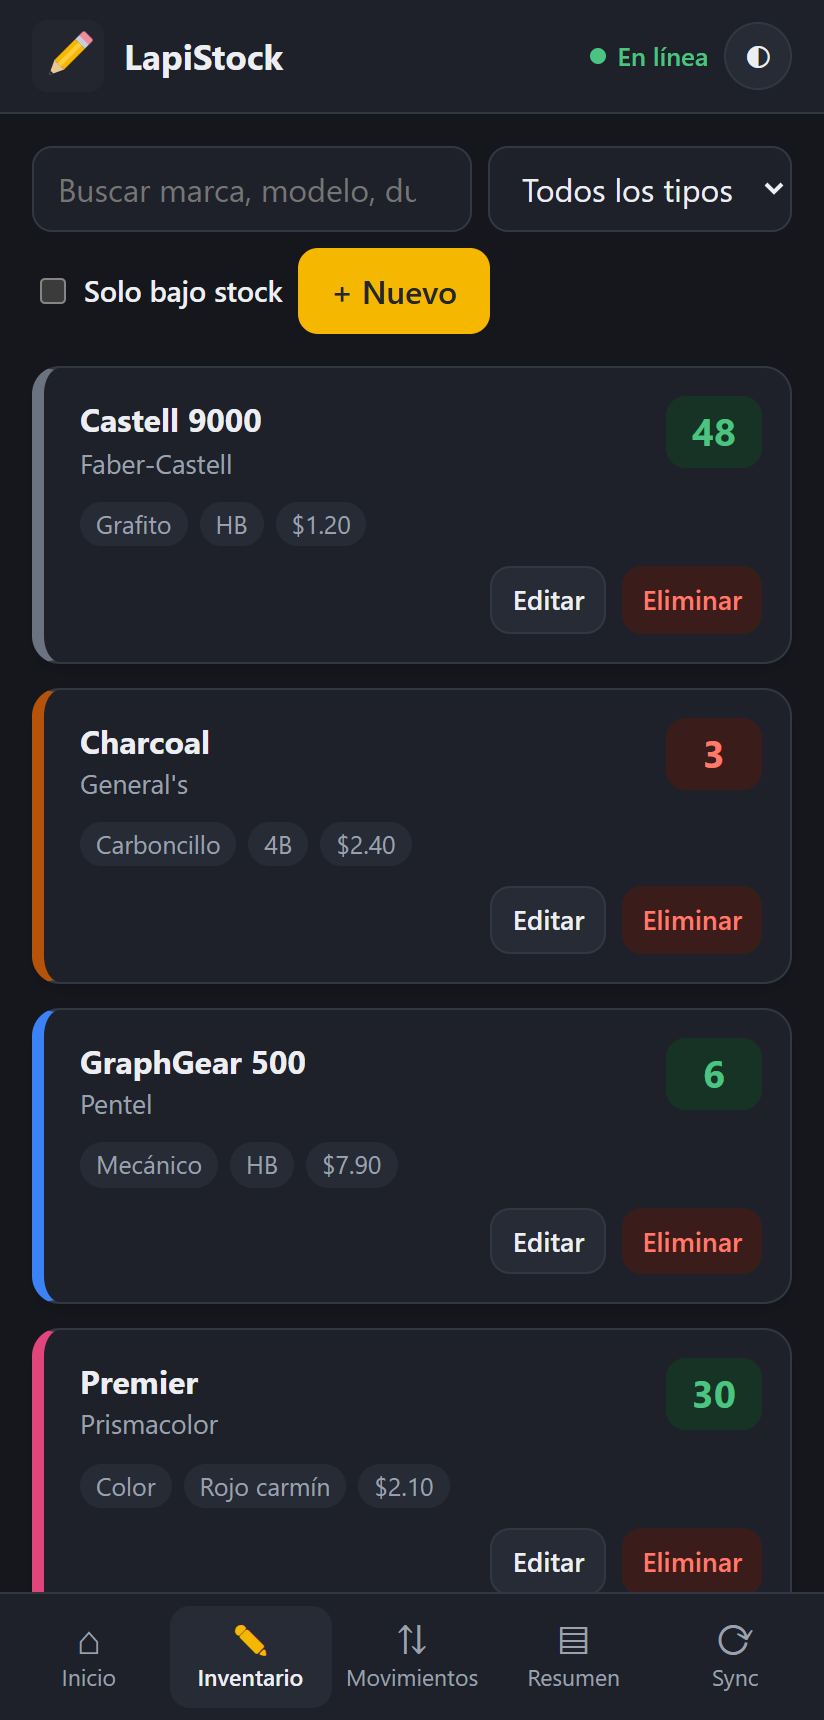 LapiStock
En línea
Buscar marca, modelo, du
Todos los tipos
Solo bajo stock
+ Nuevo
Castell 9000
48
Faber-Castell
Grafito
HB
$1.20
Editar
Eliminar
Charcoal
3
General's
Carboncillo
4B
$2.40
Editar
Eliminar
GraphGear 500
6
Pentel
Mecánico
HB
$7.90
Editar
Eliminar
Premier
30
Prismacolor
Color
Rojo carmín
$2.10
Editar
Eliminar
Inicio
Inventario
Movimientos
Resumen
Sync